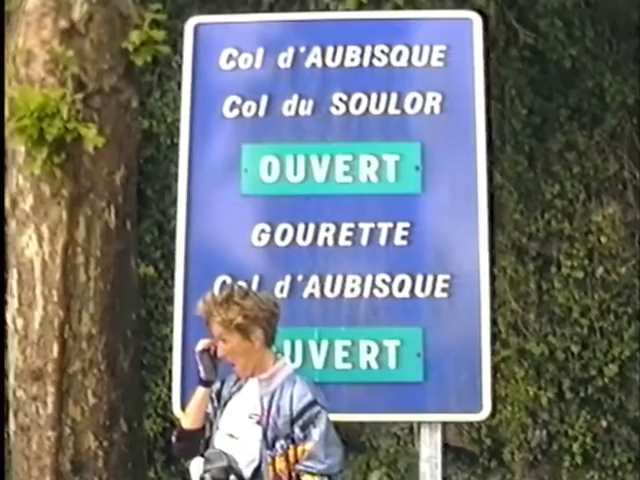 Col d'AUBISQUE
Col du SOULOR
OUVERT
GOURETTE
Col d'AUBISQUE
OUVERT